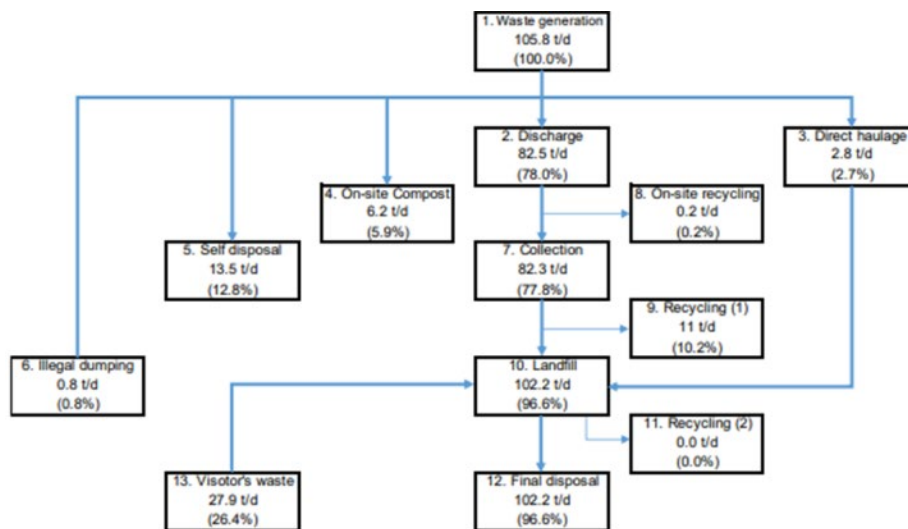 1. Waste generation
105.8 t/d
(100.0%)
2. Discharge
82.5 t/d
(78.0%)
3. Direct haulage
2.8 t/d
(2.7%)
4. On-site Compost
6.2 t/d
(5.9%)
8. On-site recycling
0.2 t/d
(0.2%)
5. Self disposal
13.5 t/d
(12.8%)
7. Collection
82.3 t/d
(77.8%)
9. Recycling (1)
11 t/d
(10.2%)
6. Illegal dumping
0.8 t/d
(0.8%)
10. Landfill
102.2 t/d
(96.6%)
11. Recycling (2)
0.0 t/d
(0.0%)
13. Visotor's waste
27.9 t/d
(26.4%)
12. Final disposal
102.2 t/d
(96.6%)